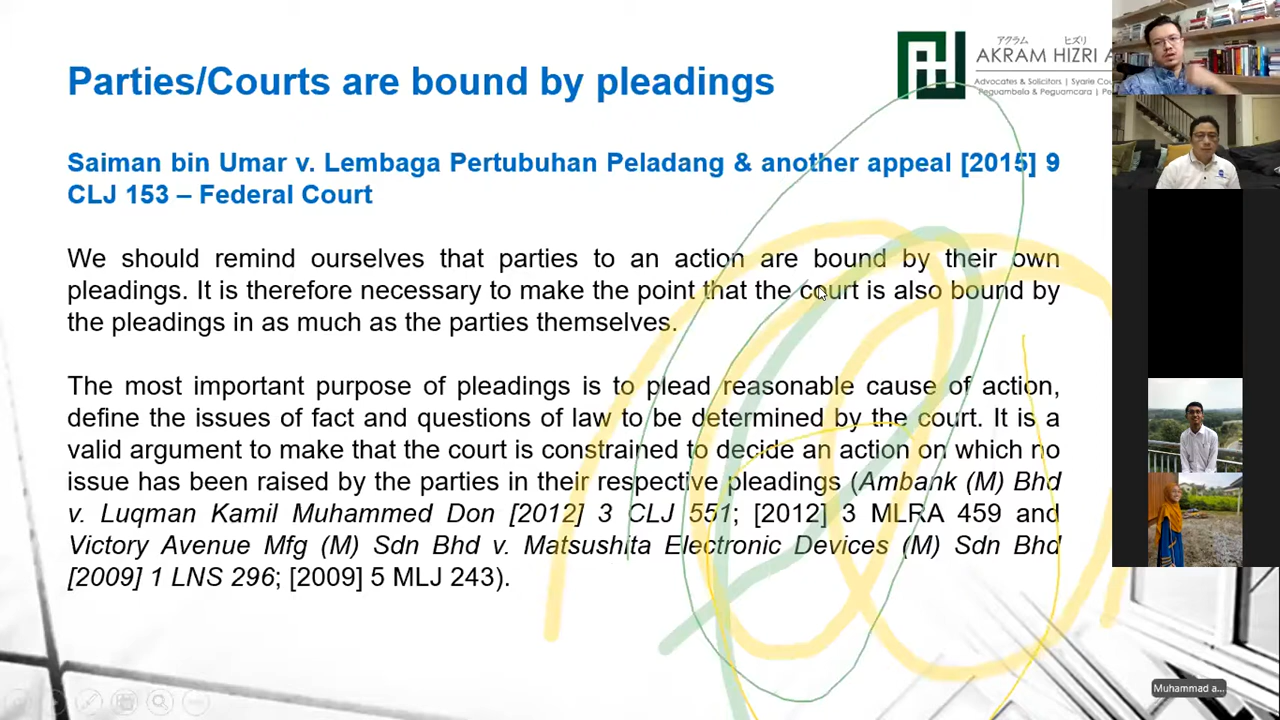 Parties/Courts are bound by pleadings
アクラム ヒズリ
AKRAM HIZRI A
Advocates & Solicitors | Syarie Cou
Peguambela & Peguamcara | Pe
Saiman bin Umar v. Lembaga Pertubuhan Peladang & another appeal [2015] 9
CLJ 153 – Federal Court
We should remind ourselves that parties to an action are bound by their own
pleadings. It is therefore necessary to make the point that the court is also bound by
the pleadings in as much as the parties themselves.
The most important purpose of pleadings is to plead reasonable cause of action,
define the issues of fact and questions of law to be determined by the court. It is a
valid argument to make that the court is constrained to decide an action on which no
issue has been raised by the parties in their respective pleadings (Ambank (M) Bhd
v. Luqman Kamil Muhammed Don [2012] 3 CLJ 551; [2012] 3 MLRA 459 and
Victory Avenue Mfg (M) Sdn Bhd v. Matsushita Electronic Devices (M) Sdn Bhd
[2009] 1 LNS 296; [2009] 5 MLJ 243).
Muhammad a...